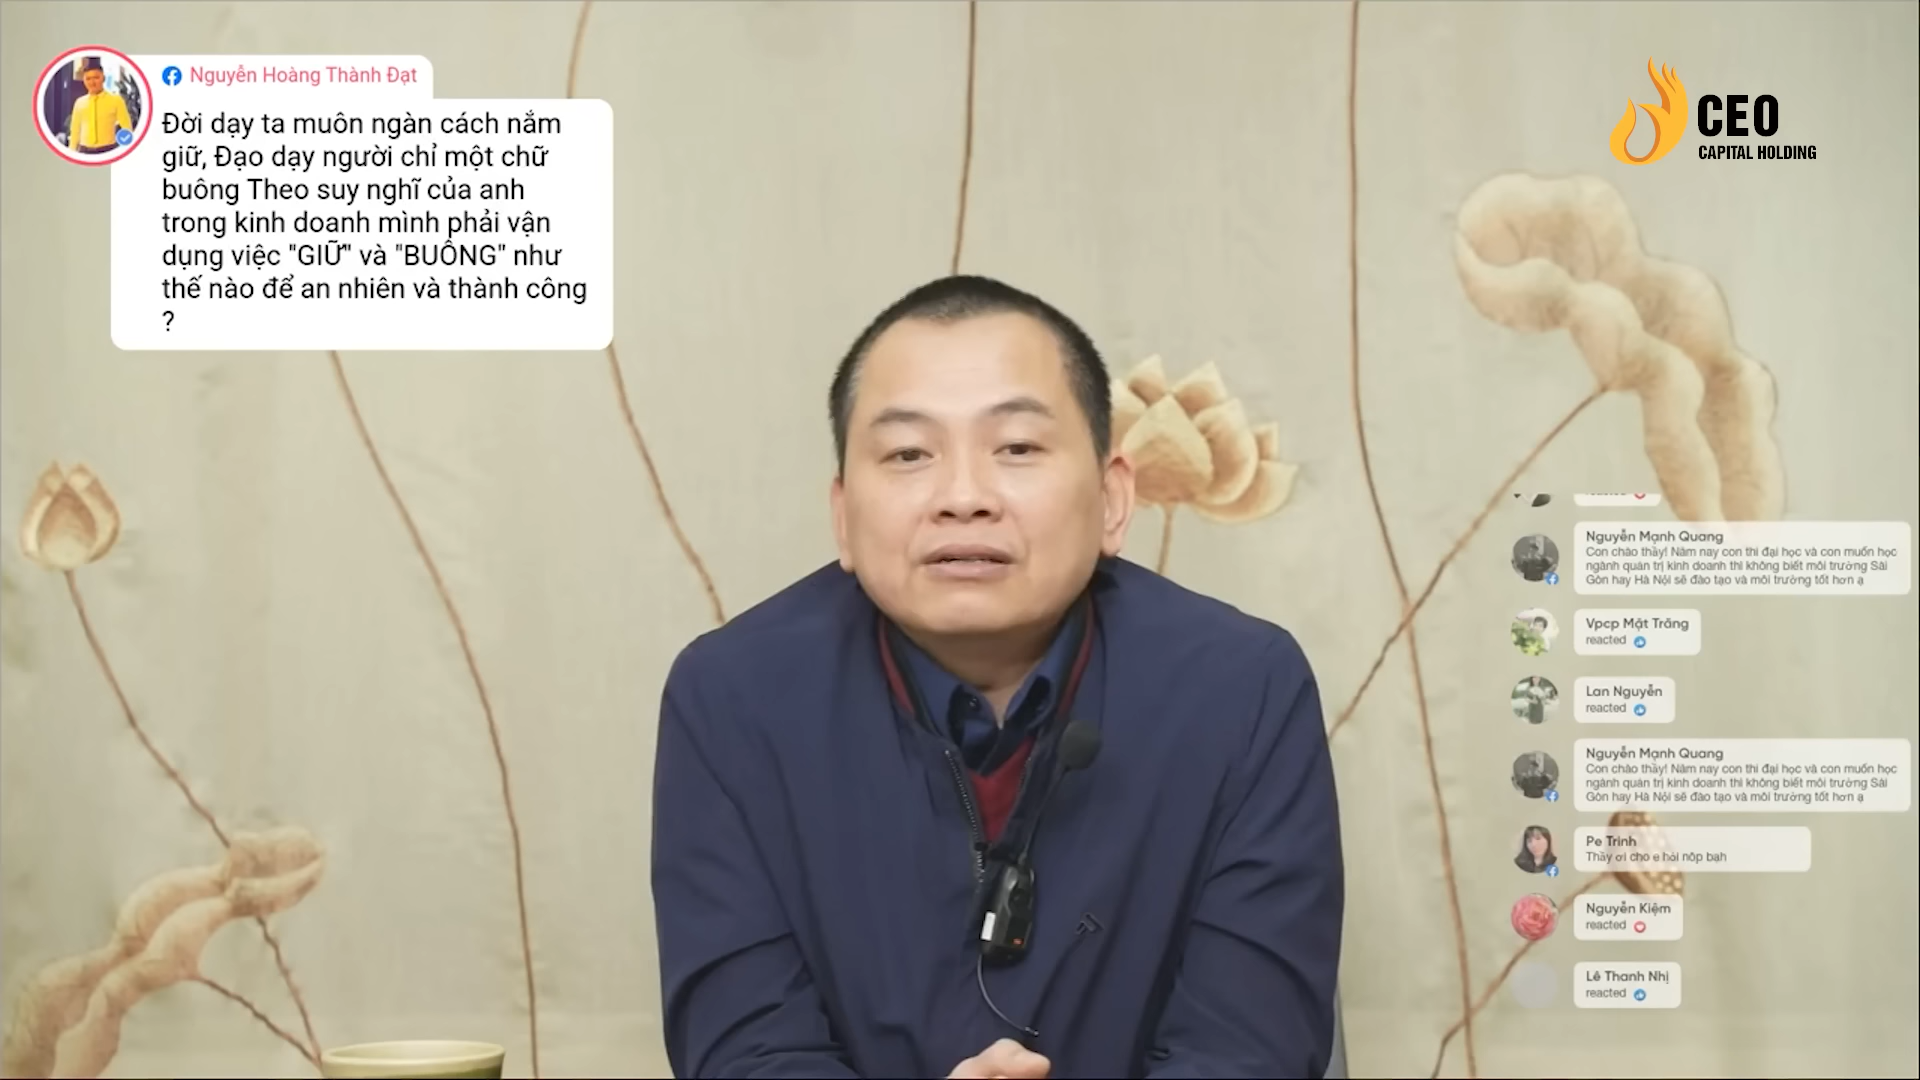 Nguyễn Hoàng Thành Đạt
Đời dạy ta muôn ngàn cách nắm
giữ, Đạo dạy người chỉ một chữ
buông Theo suy nghĩ của anh
trong kinh doanh mình phải vận
dụng việc "GIỮ" và "BUÔNG" như
thế nào để an nhiên và thành công
?
CEO
CAPITAL HOLDING
reacted
Nguyễn Mạnh Quang
Con chào thầy! Năm nay con thi đại học và con muốn học
ngành quản trị kinh doanh thì không biết môi trường Sài
Gòn hay Hà Nội sẽ đào tạo và môi trường tốt hơn ạ
Vpcp Mặt Trăng
reacted
Lan Nguyễn
reacted
Nguyễn Mạnh Quang
Con chào thầy! Năm nay con thi đại học và con muốn học
ngành quản trị kinh doanh thì không biết môi trường Sài
Gòn hay Hà Nội sẽ đào tạo và môi trường tốt hơn ạ
Pe Trinh
Thầy ơi cho e hỏi nôp bah
Nguyễn Kiệm
reacted
Lê Thanh Nhị
reacted